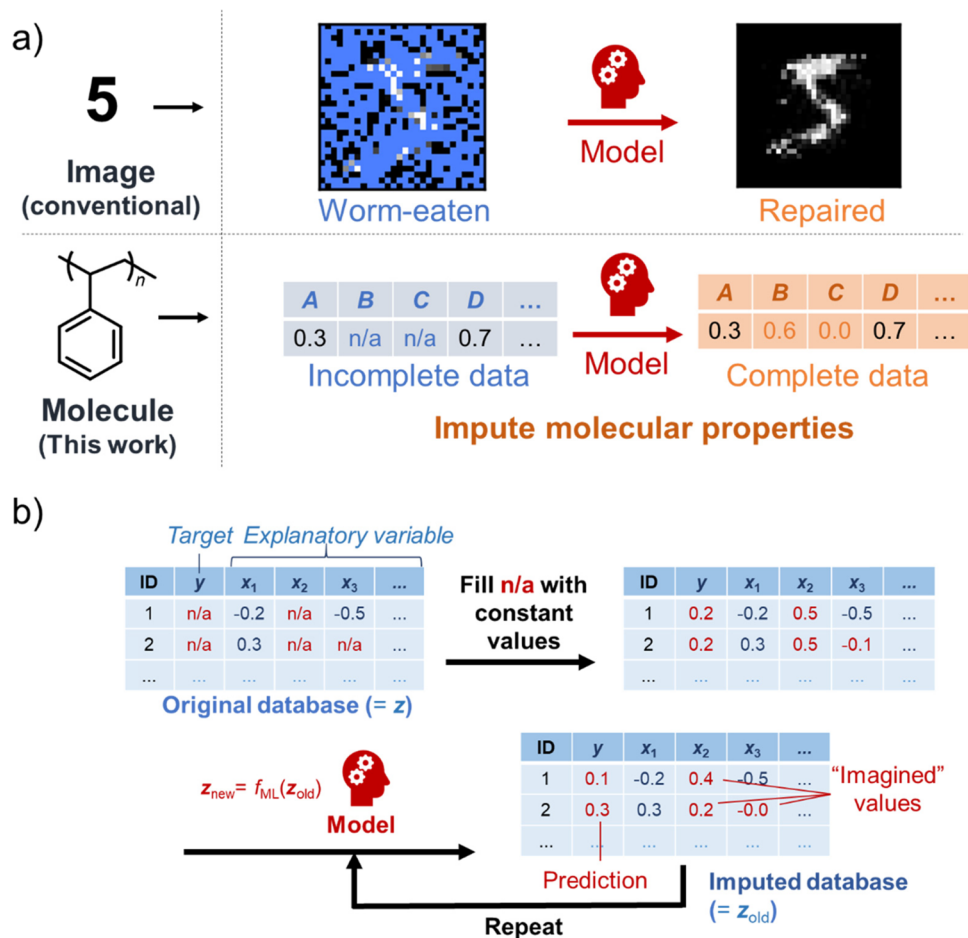 a)
5
Image
(conventional)
Worm-eaten
Model
Repaired
n
Molecule
(This work)
A B C D ...
0.3 n/a n/a 0.7 ...
Incomplete data
Model
A B C D ...
0.3 0.6 0.0 0.7 ...
Complete data
Impute molecular properties
b)
Target Explanatory variable
ID y x1 x2 x3 ...
1 n/a -0.2 n/a -0.5 ...
2 n/a 0.3 n/a n/a ...
... ... ... ... ...
Original database (= z)
Fill n/a with
constant
values
ID y x1 x2 x3 ...
1 0.2 -0.2 0.5 -0.5 ...
2 0.2 0.3 0.5 -0.1 ...
... ... ... ... ...
znew= fML(zold)
Model
ID y x1 x2 x3 ...
1 0.1 -0.2 0.4 -0.5 ...
2 0.3 0.3 0.2 -0.0 ...
... ... ... ... ...
“Imagined”
values
Prediction
Imputed database
(= zold)
Repeat